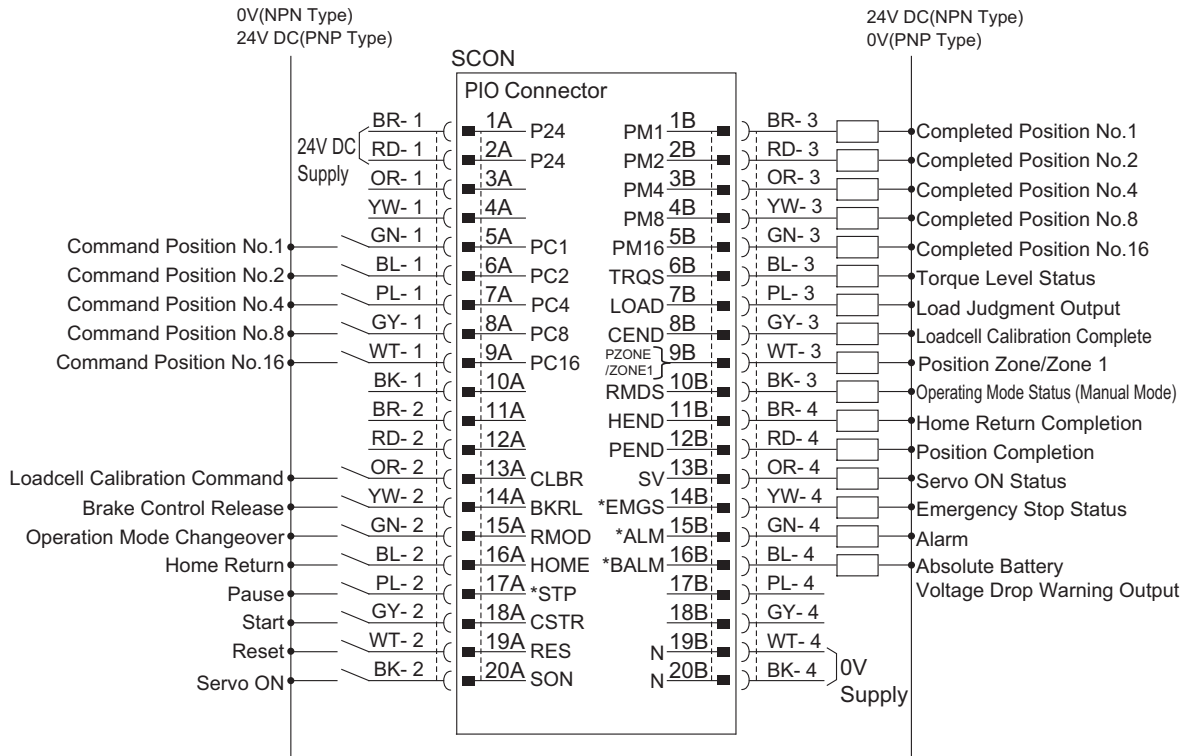 0V(NPN Type)
24V DC(PNP Type)
24V DC(NPN Type)
0V(PNP Type)
SCON
PIO Connector
24V DC
Supply
BR- 1 1A P24 PM1 1B BR- 3 Completed Position No.1
RD- 1 2A P24 PM2 2B RD- 3 Completed Position No.2
OR- 1 3A PM4 3B OR- 3 Completed Position No.4
YW- 1 4A PM8 4B YW- 3 Completed Position No.8
Command Position No.1 GN- 1 5A PC1 PM16 5B GN- 3 Completed Position No.16
Command Position No.2 BL- 1 6A PC2 TRQS 6B BL- 3 Torque Level Status
Command Position No.4 PL- 1 7A PC4 LOAD 7B PL- 3 Load Judgment Output
Command Position No.8 GY- 1 8A PC8 CEND 8B GY- 3 Loadcell Calibration Complete
Command Position No.16 WT- 1 9A PC16 PZONE /ZONE1 9B WT- 3 Position Zone/Zone 1
BK- 1 10A RMDS 10B BK- 3 Operating Mode Status (Manual Mode)
BR- 2 11A HEND 11B BR- 4 Home Return Completion
RD- 2 12A PEND 12B RD- 4 Position Completion
Loadcell Calibration Command OR- 2 13A CLBR SV 13B OR- 4 Servo ON Status
Brake Control Release YW- 2 14A BKRL *EMGS 14B YW- 4 Emergency Stop Status
Operation Mode Changeover GN- 2 15A RMOD *ALM 15B GN- 4 Alarm
Home Return BL- 2 16A HOME *BALM 16B BL- 4 Absolute Battery
Pause PL- 2 17A *STP 17B PL- 4 Voltage Drop Warning Output
Start GY- 2 18A CSTR 18B GY- 4
Reset WT- 2 19A RES N 19B WT- 4
Servo ON BK- 2 20A SON N 20B BK- 4
0V
Supply